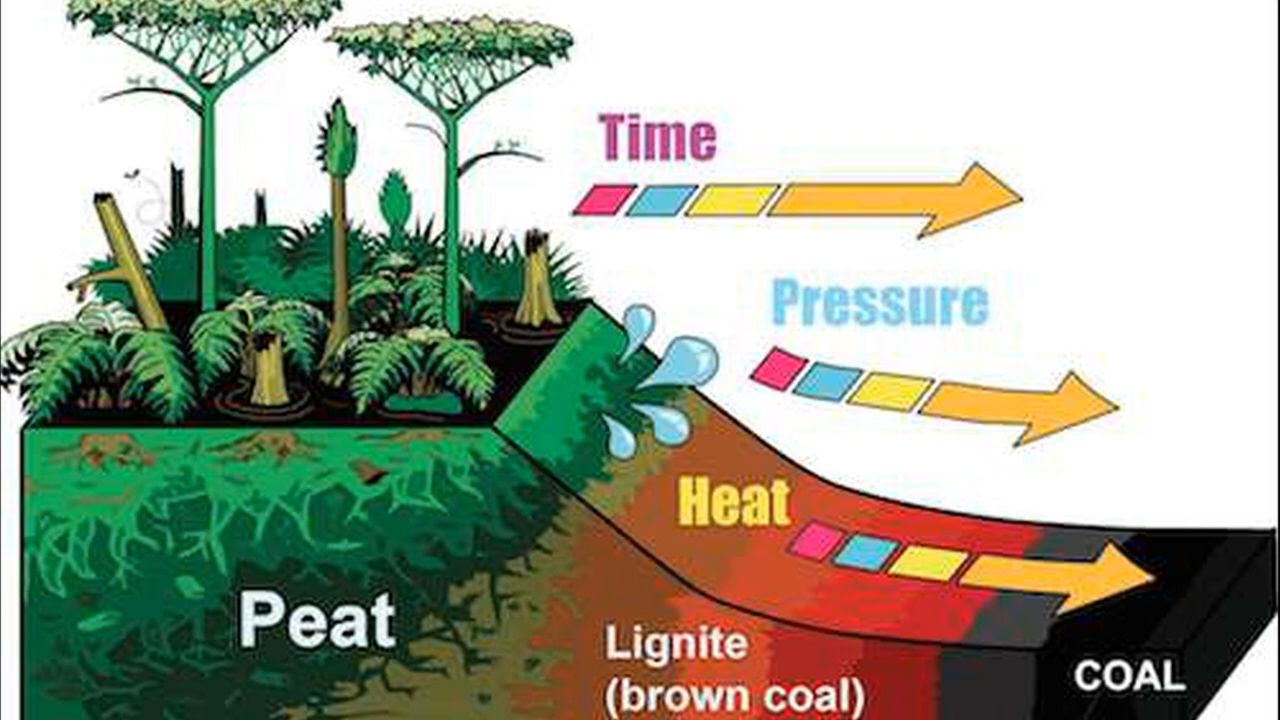 Time
Pressure
Heat
Peat
Lignite
(brown coal)
COAL